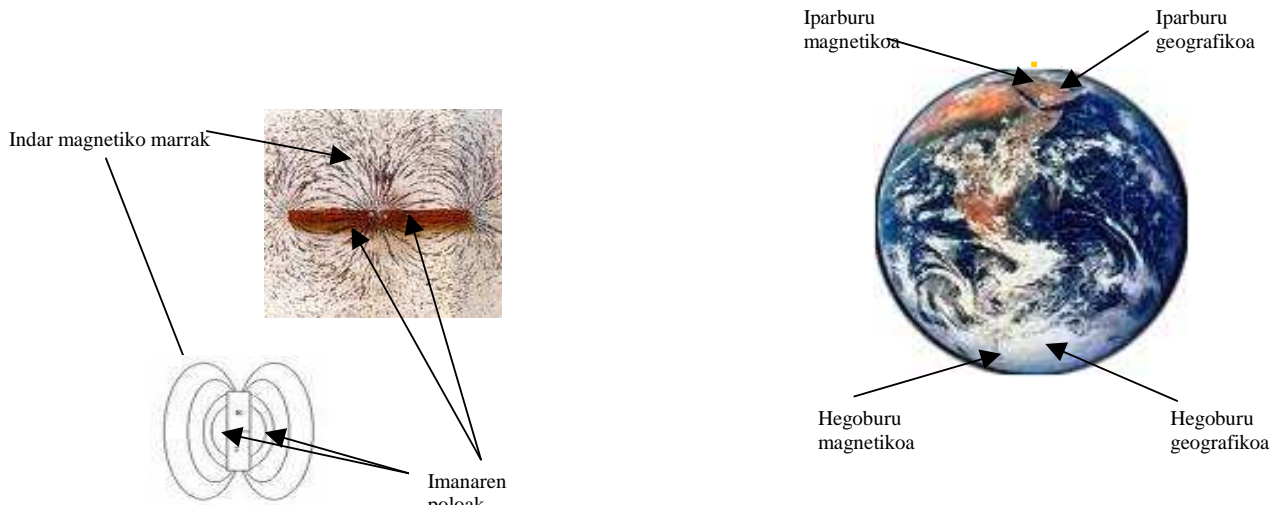 Iparburu
magnetikoa
Iparburu
geografikoa
Indar magnetiko marrak
Hegoburu
magnetikoa
Hegoburu
geografikoa
Imanaren
poloak